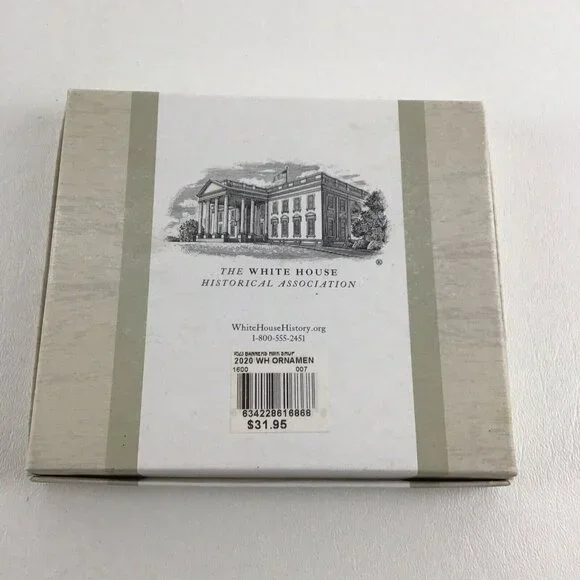 ®
THE WHITE HOUSE
HISTORICAL ASSOCIATION
WhiteHouseHistory.org
1-800-555-2451
2020 WH ORNAMEN
1600 007
634228616868
$31.95